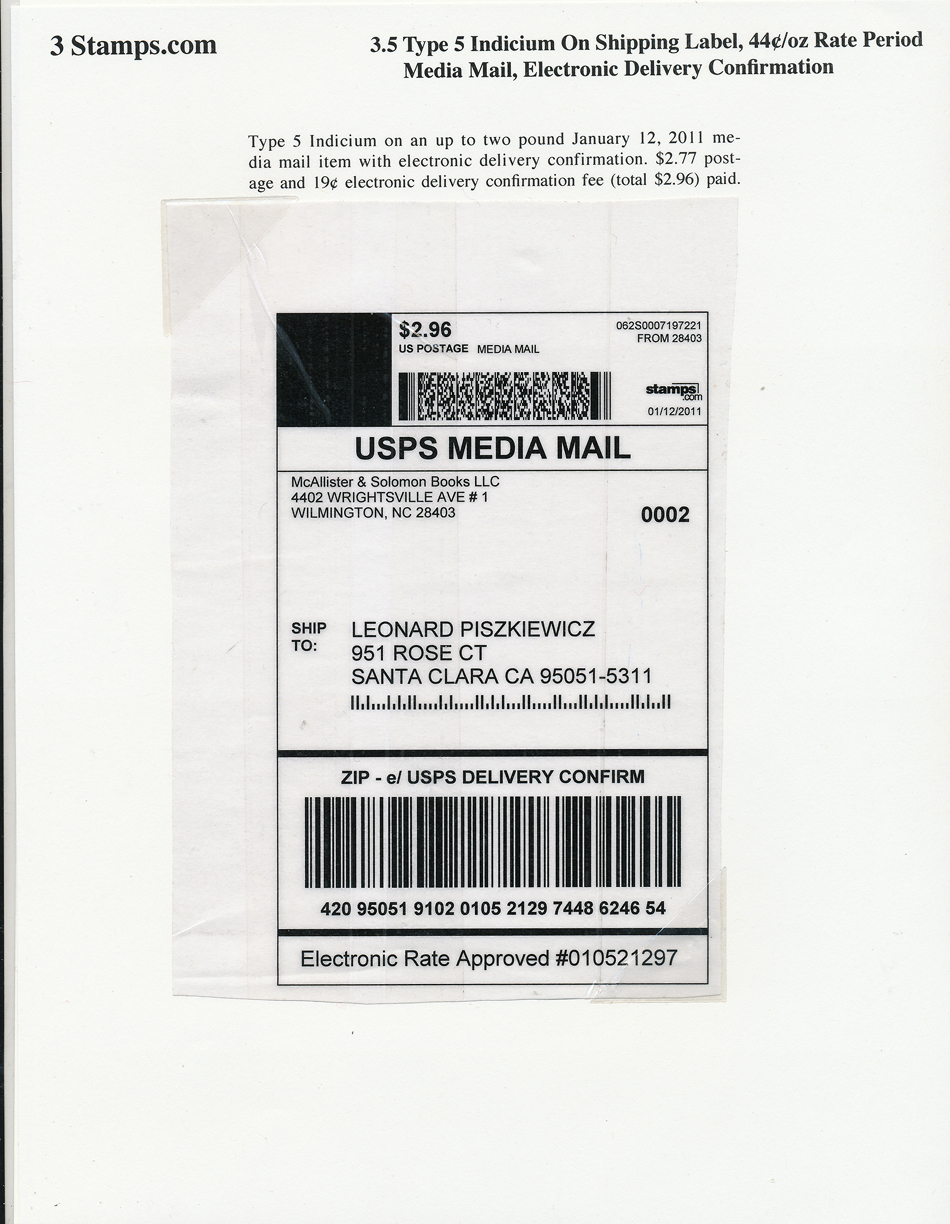 3 Stamps.com
3.5 Type 5 Indicium On Shipping Label, 44¢/oz Rate Period
Media Mail, Electronic Delivery Confirmation
Type 5 Indicium on an up to two pound January 12, 2011 me-
dia mail item with electronic delivery confirmation. $2.77 post-
age and 19¢ electronic delivery confirmation fee (total $2.96) paid.
$2.96
US POSTAGE MEDIA MAIL
062S0007197221
FROM 28403
stamps
.com
01/12/2011
USPS MEDIA MAIL
McAllister & Solomon Books LLC
4402 WRIGHTSVILLE AVE # 1
WILMINGTON, NC 28403
0002
SHIP
TO:
LEONARD PISZKIEWICZ
951 ROSE CT
SANTA CLARA CA 95051-5311
ZIP - e/ USPS DELIVERY CONFIRM
420 95051 9102 0105 2129 7448 6246 54
Electronic Rate Approved #010521297